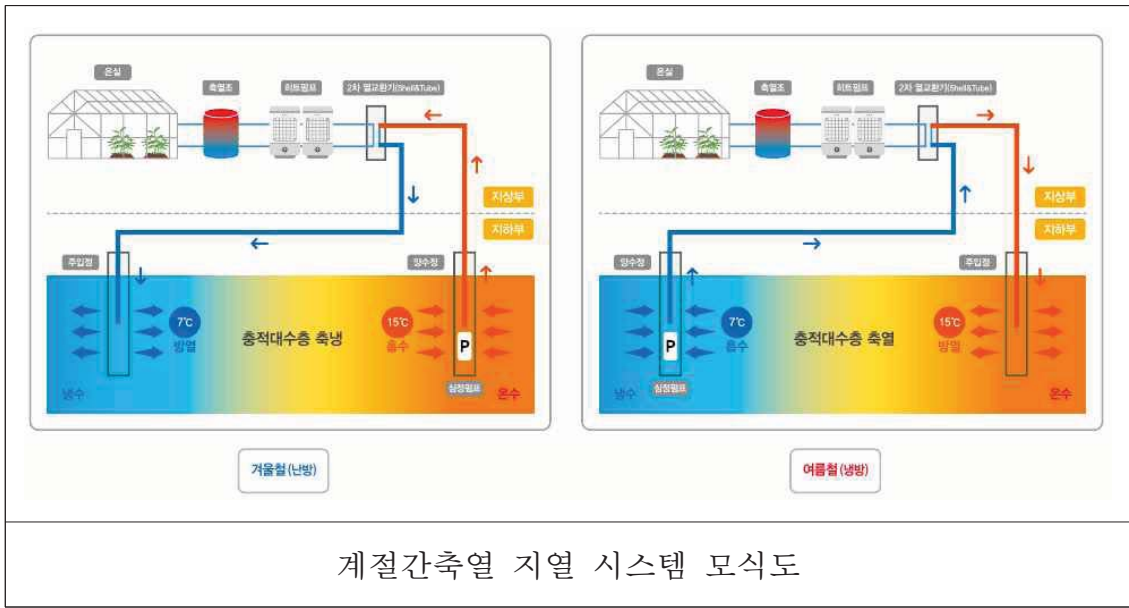 온실
축열조
히트펌프
2차 열교환기(Shell&Tube)
지상부
지하부
주입정
양수정
7℃
방열
충적대수층 축냉
15℃
흡수
P
심정펌프
냉수
온수
겨울철(난방)
온실
축열조
히트펌프
2차 열교환기(Shell&Tube)
지상부
지하부
양수정
주입정
7℃
흡수
충적대수층 축열
15℃
방열
P
심정펌프
냉수
온수
여름철(냉방)
계절간축열 지열 시스템 모식도